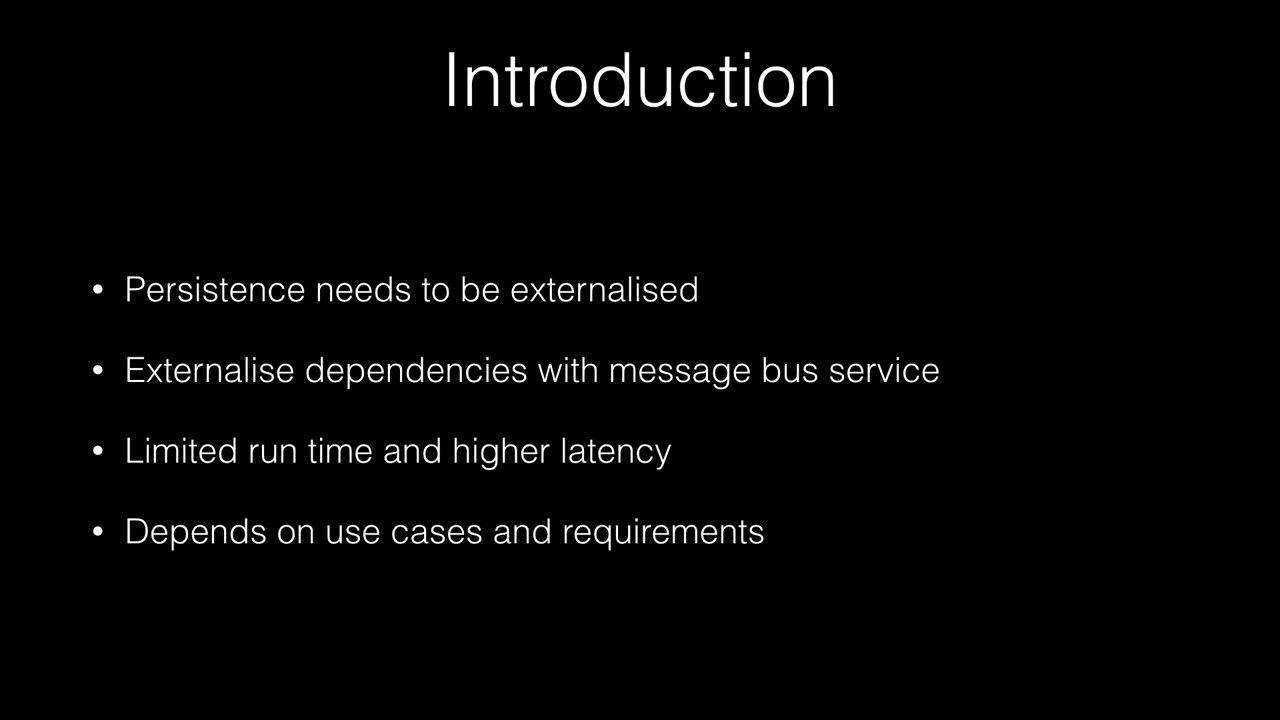 Introduction
• Persistence needs to be externalised
• Externalise dependencies with message bus service
• Limited run time and higher latency
• Depends on use cases and requirements